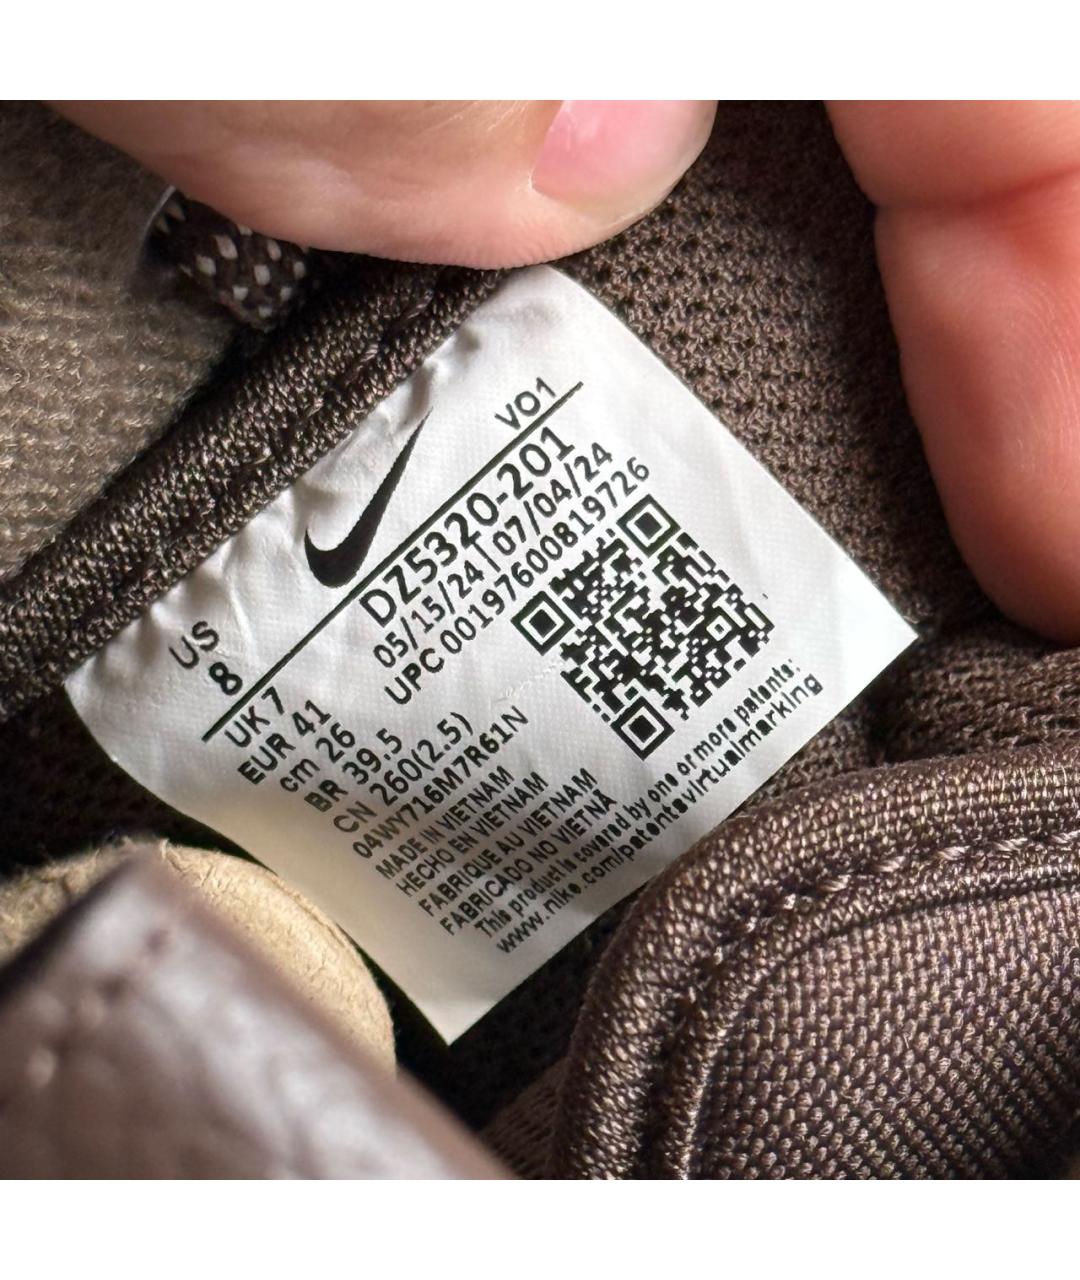 VO1
US
8
DZ5320-201
05/15/24 | 07/04/24
UPC 00197600819726
UK 7
EUR 41
cm 26
BR 39.5
CN 260(2.5)
04WY716M7R61N
MADE IN VIETNAM
HECHO EN VIETNAM
FABRIQUE AU VIETNAM
FABRICADO NO VIETNÃ
This product is covered by one or more patents:
www.nike.com/patentsvirtualmarking